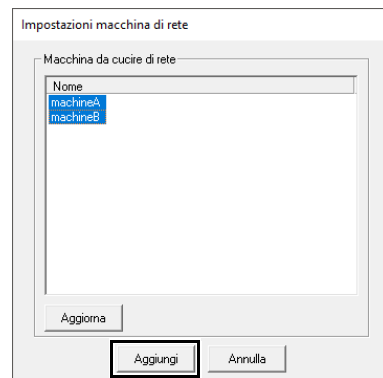 Impostazioni macchina di rete
Macchina da cucire di rete
Nome
machineA
machineB
Aggiorna
Aggiungi Annulla